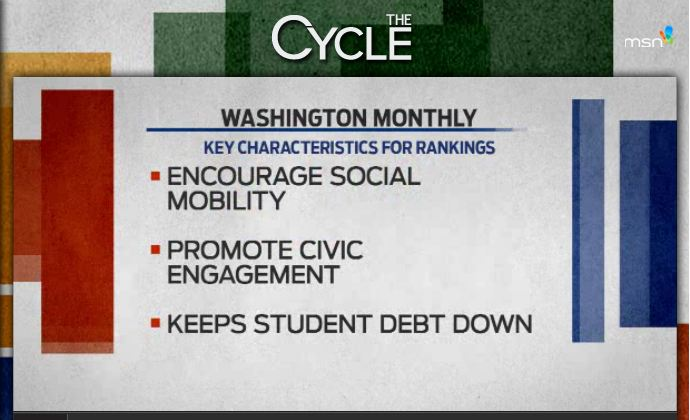 THE
CYCLE
msn
WASHINGTON MONTHLY
KEY CHARACTERISTICS FOR RANKINGS
ENCOURAGE SOCIAL
MOBILITY
PROMOTE CIVIC
ENGAGEMENT
KEEPS STUDENT DEBT DOWN